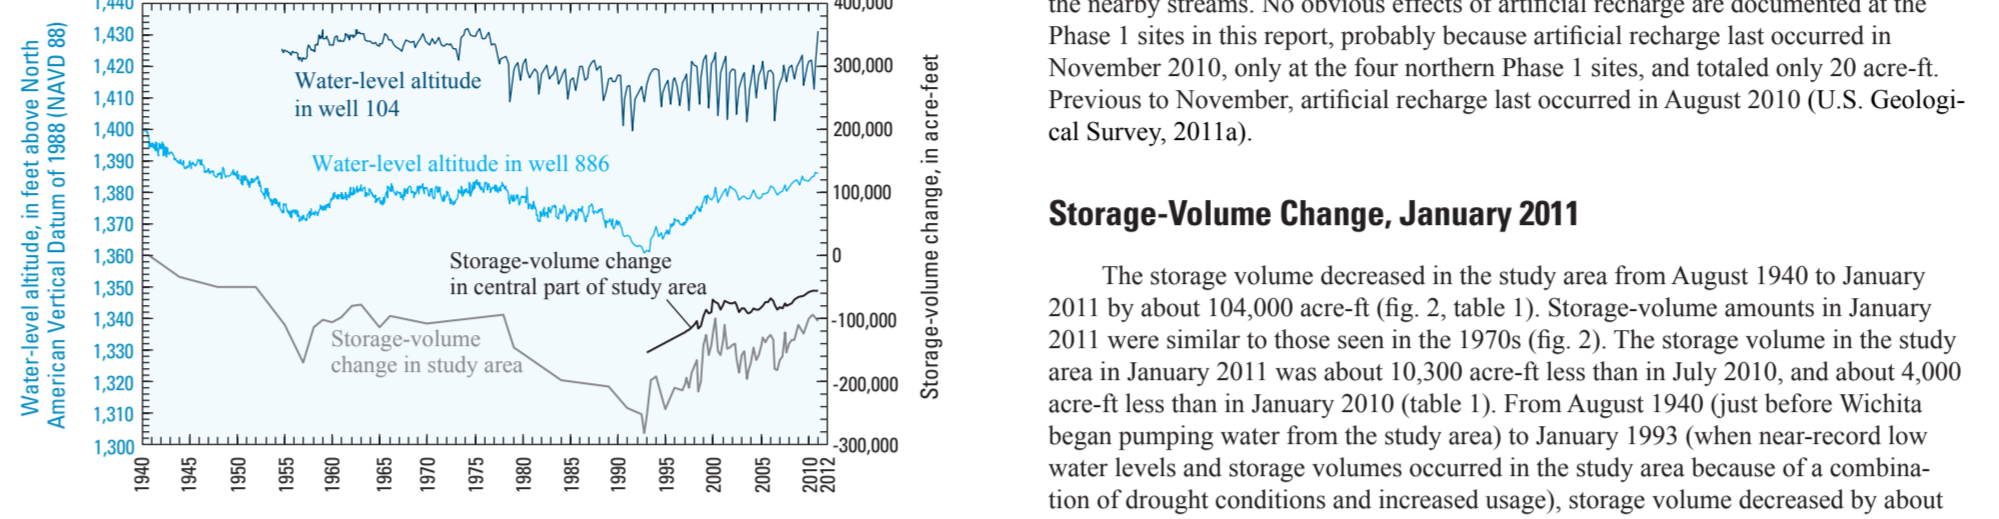 1,440
1,430
1,420
1,410
1,400
1,390
1,380
1,370
1,360
1,350
1,340
1,330
1,320
1,310
1,300
Water-level altitude, in feet above North
American Vertical Datum of 1988 (NAVD 88)
Water-level altitude
in well 104
Water-level altitude in well 886
Storage-volume change
in central part of study area
Storage-volume
change in study area
400,000
300,000
200,000
100,000
0
-100,000
-200,000
-300,000
Storage-volume change, in acre-feet
1940
1945
1950
1955
1960
1965
1970
1975
1980
1985
1990
1995
2000
2005
2010
2012
the nearby streams. No obvious effects of artificial recharge are documented at the
Phase 1 sites in this report, probably because artificial recharge last occurred in
November 2010, only at the four northern Phase 1 sites, and totaled only 20 acre-ft.
Previous to November, artificial recharge last occurred in August 2010 (U.S. Geologi-
cal Survey, 2011a).
Storage-Volume Change, January 2011
The storage volume decreased in the study area from August 1940 to January
2011 by about 104,000 acre-ft (fig. 2, table 1). Storage-volume amounts in January
2011 were similar to those seen in the 1970s (fig. 2). The storage volume in the study
area in January 2011 was about 10,300 acre-ft less than in July 2010, and about 4,000
acre-ft less than in January 2010 (table 1). From August 1940 (just before Wichita
began pumping water from the study area) to January 1993 (when near-record low
water levels and storage volumes occurred in the study area because of a combina-
tion of drought conditions and increased usage), storage volume decreased by about